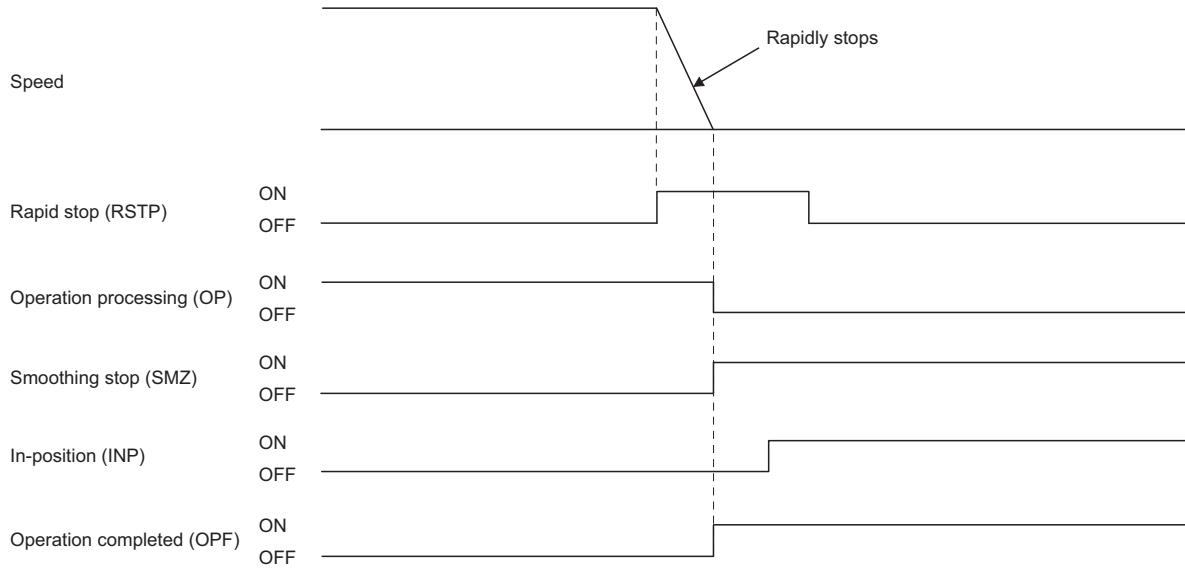 Rapidly stops
Speed
ON
Rapid stop (RSTP)
OFF
ON
Operation processing (OP)
OFF
ON
Smoothing stop (SMZ)
OFF
ON
In-position (INP)
OFF
ON
Operation completed (OPF)
OFF